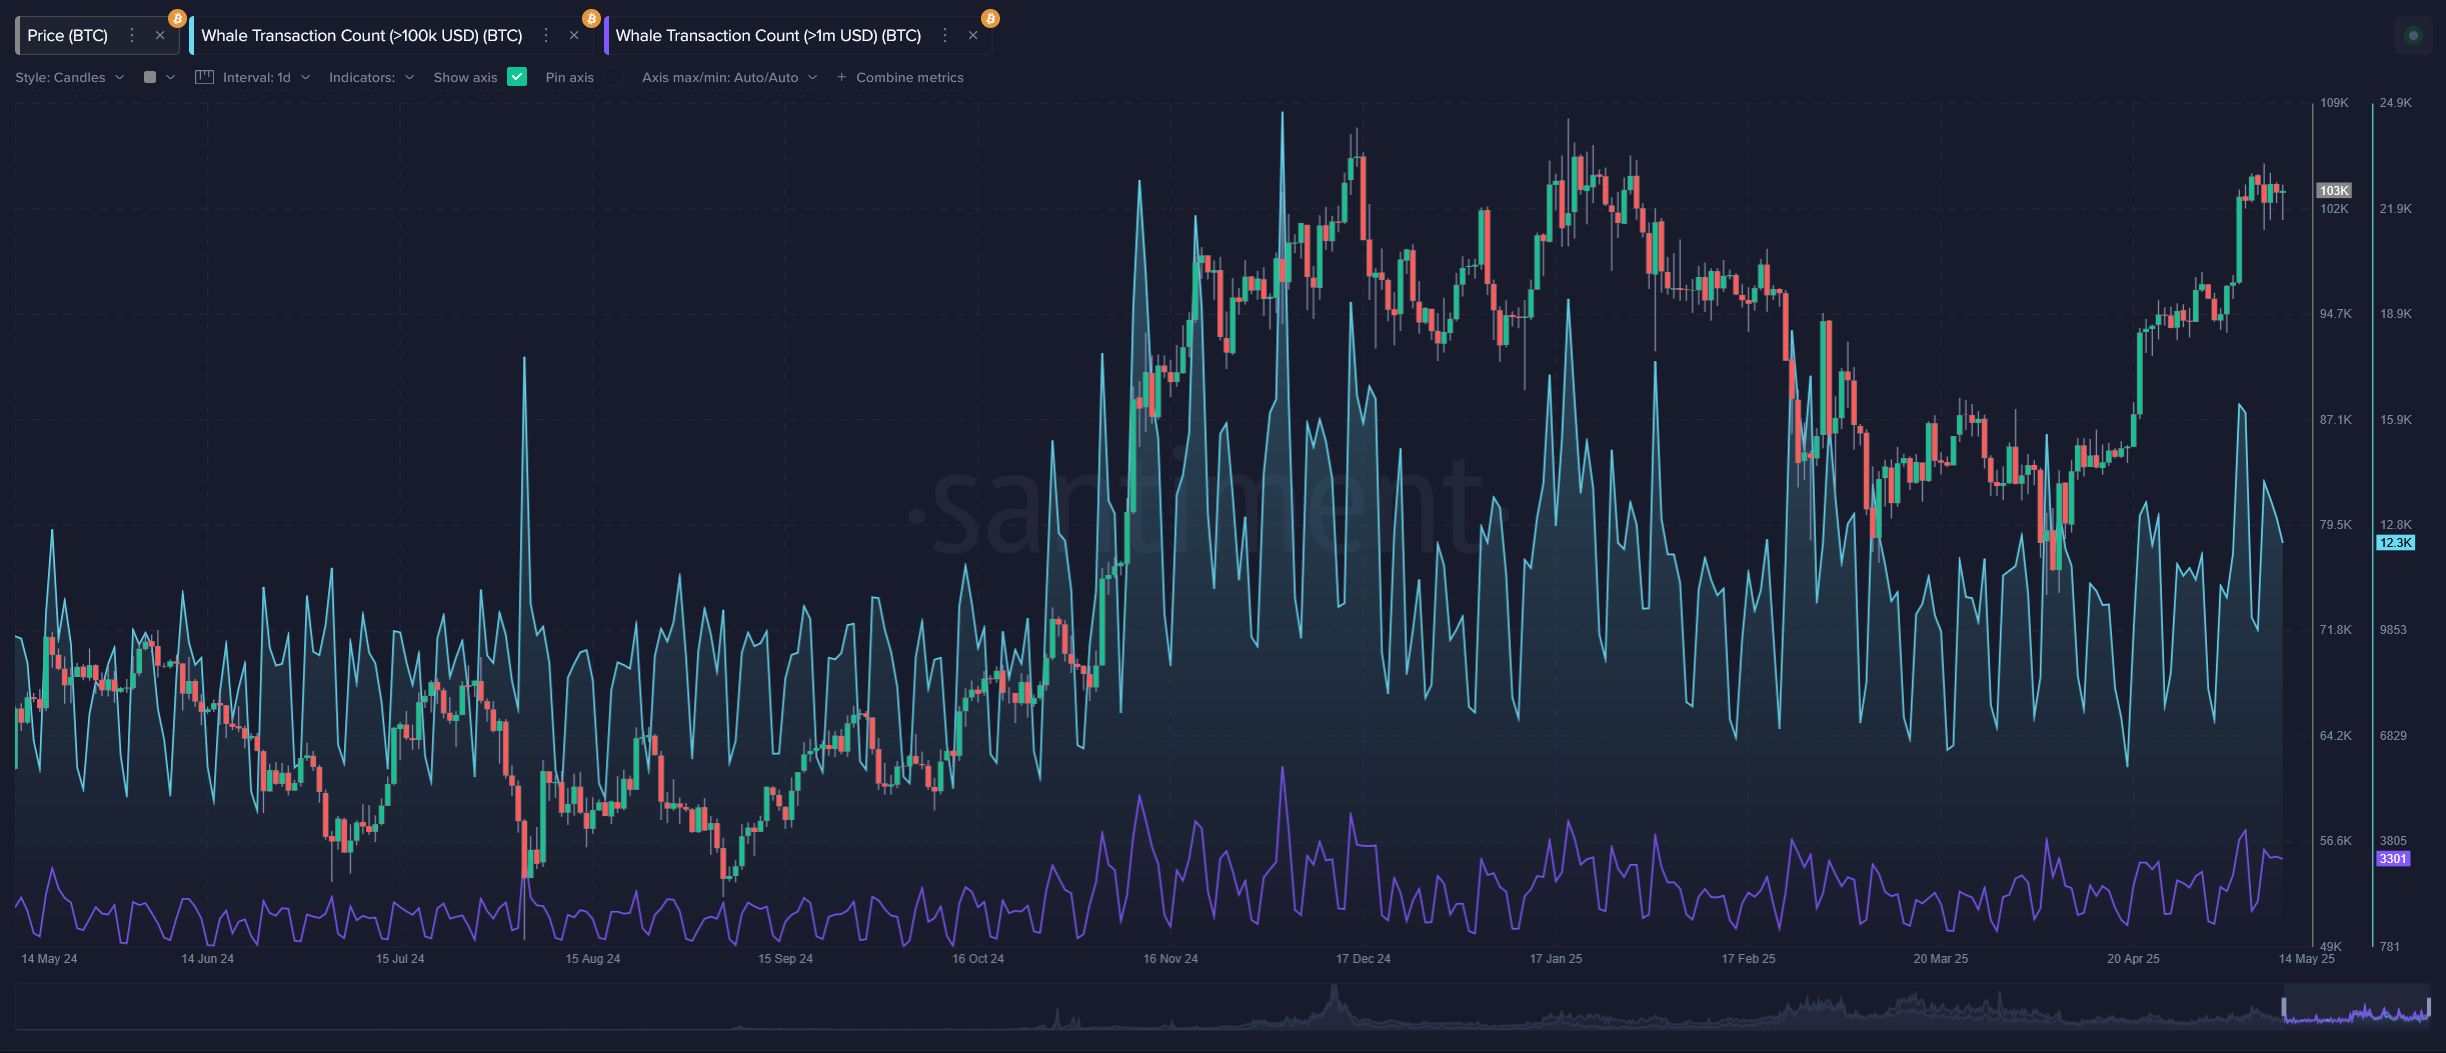 Price (BTC)
Whale Transaction Count (>100k USD) (BTC)
Whale Transaction Count (>1m USD) (BTC)
Style: Candles
Interval: 1d
Indicators:
Show axis
Pin axis
Axis max/min: Auto/Auto
+ Combine metrics
109K 24.9K
103K
102K 21.9K
94.7K 18.9K
87.1K 15.9K
·santiment·
79.5K 12.8K
12.3K
71.8K 9853
64.2K 6829
56.6K 3805
3301
49K 781
14 May 24 14 Jun 24 15 Jul 24 15 Aug 24 15 Sep 24 16 Oct 24 16 Nov 24 17 Dec 24 17 Jan 25 17 Feb 25 20 Mar 25 20 Apr 25 14 May 25